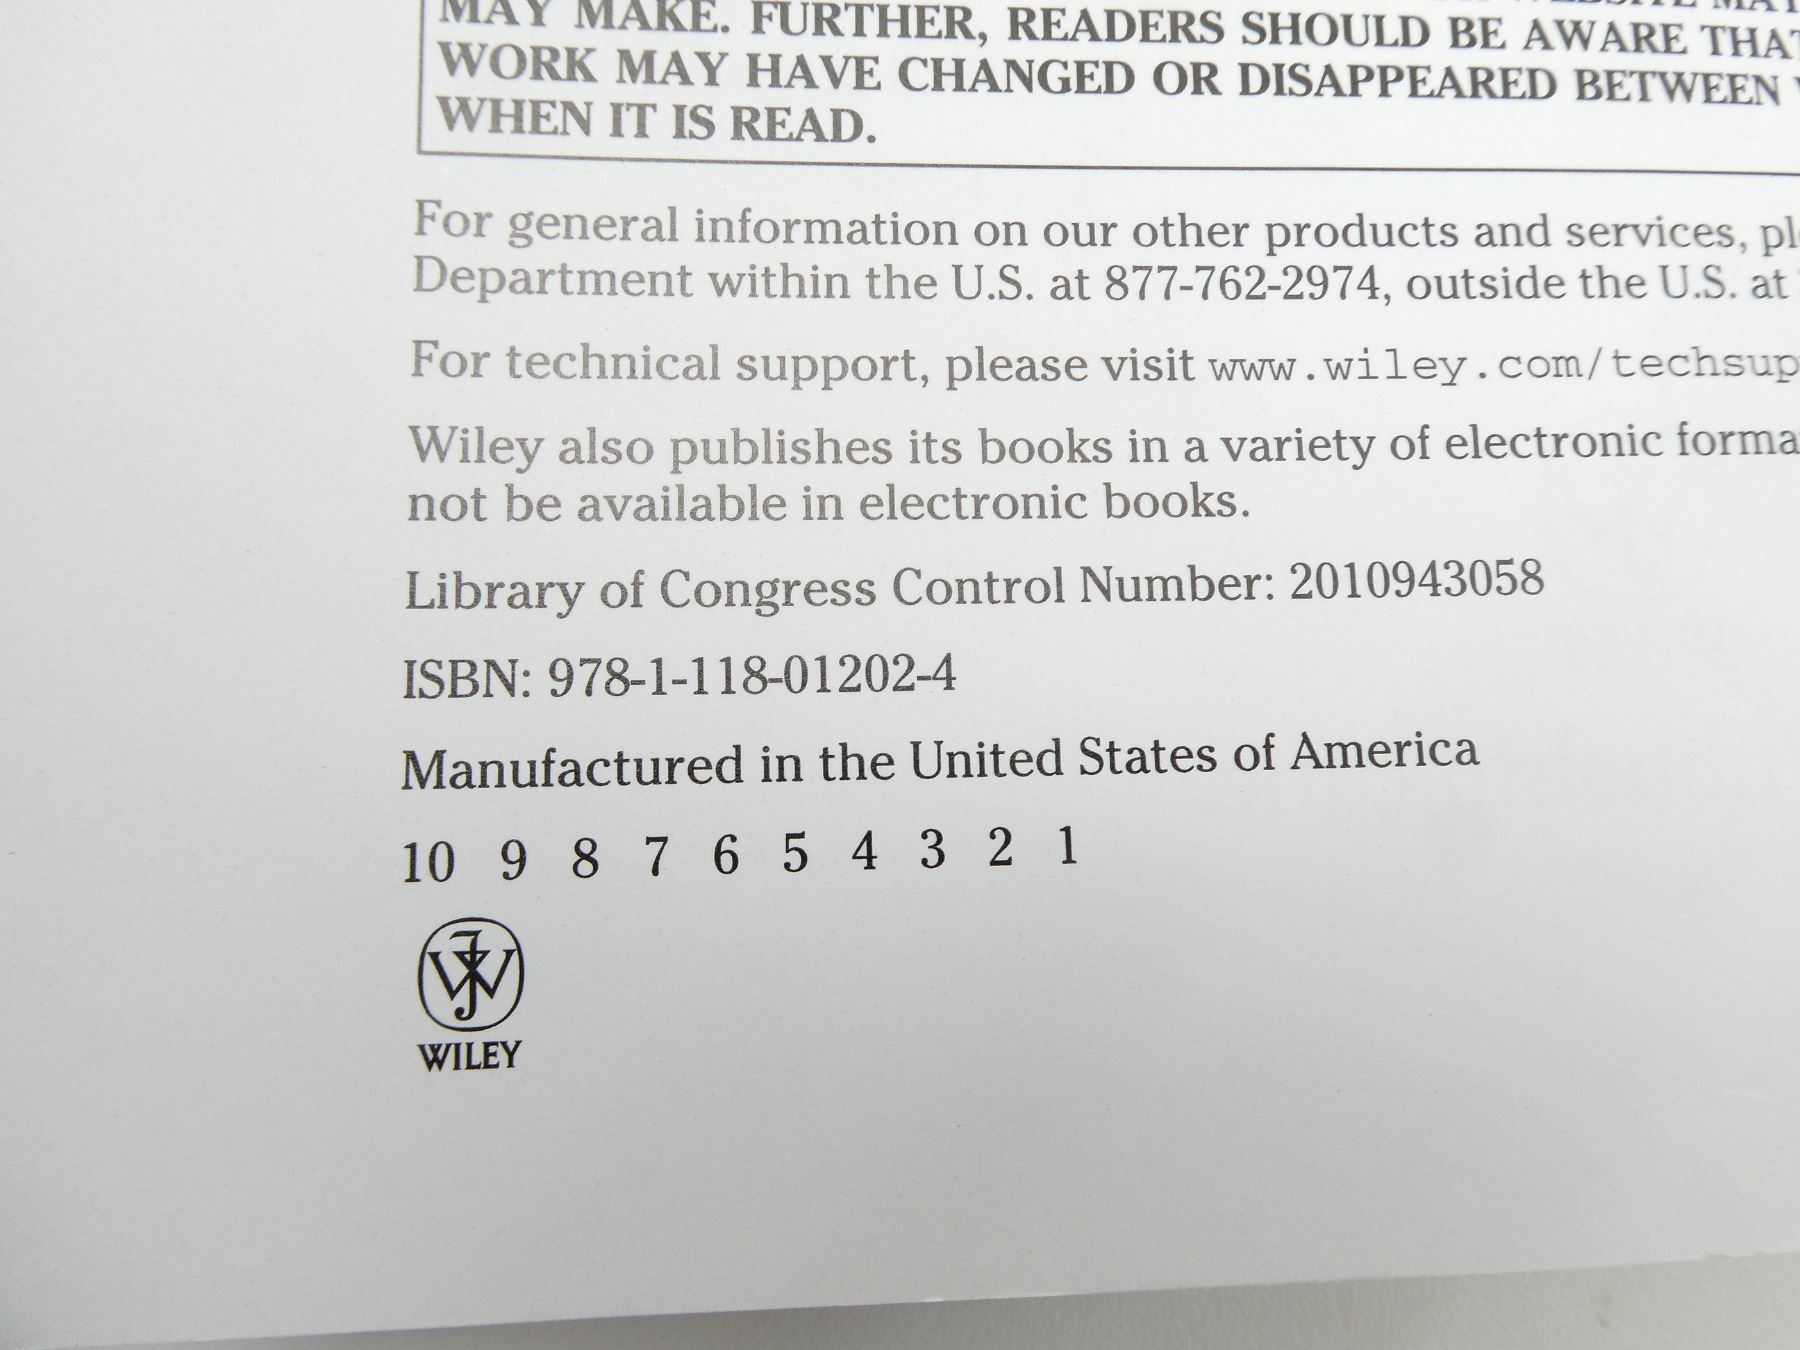 MAY MAKE. FURTHER, READERS SHOULD BE AWARE THAT
WORK MAY HAVE CHANGED OR DISAPPEARED BETWEEN
WHEN IT IS READ.
For general information on our other products and services,
Department within the U.S. at 877-762-2974, outside the U.S. at
For technical support, please visit www.wiley.com/techsup
Wiley also publishes its books in a variety of electronic forma
not be available in electronic books.
Library of Congress Control Number: 2010943058
ISBN: 978-1-118-01202-4
Manufactured in the United States of America
10 9 8 7 6 5 4 3 2 1
WILEY